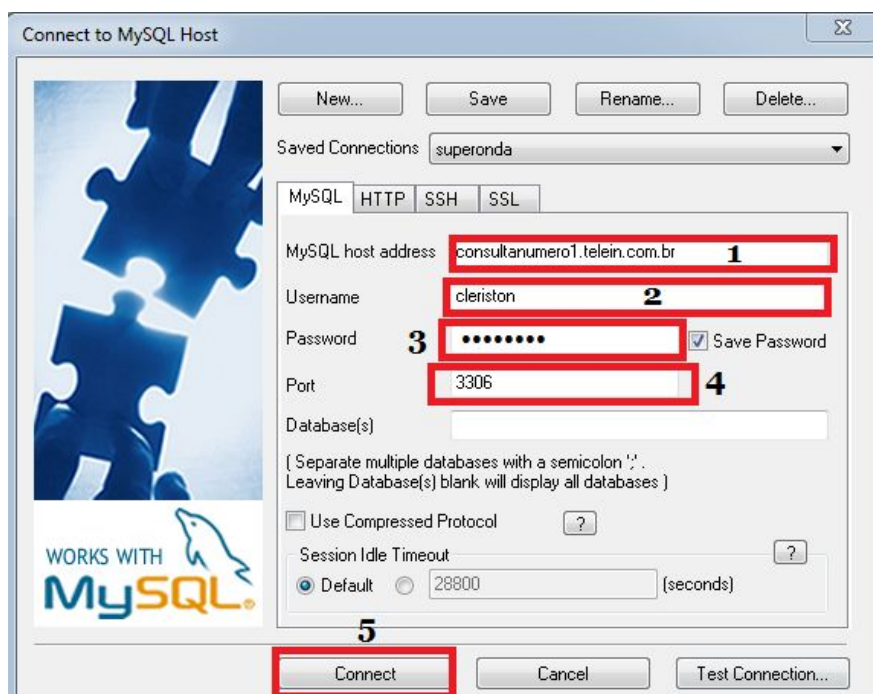 Connect to MySQL Host
New... Save Rename... Delete...
Saved Connections superonda
MySQL HTTP SSH SSL
MySQL host address consultanumero1.telein.com.br 1
Username cleriston 2
Password 3 •••••••• Save Password
Port 3306 4
Database(s)
( Separate multiple databases with a semicolon ';' .
Leaving Database(s) blank will display all databases )
Use Compressed Protocol ?
Session Idle Timeout ?
Default 28800 (seconds)
WORKS WITH
MySQL®
5
Connect Cancel Test Connection...